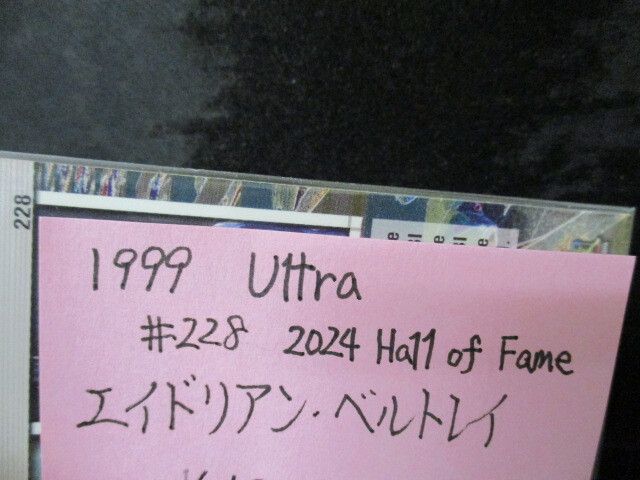 228
1999 Ultra
#228 2024 Hall of Fame
エイドリアン・ベルトレイ